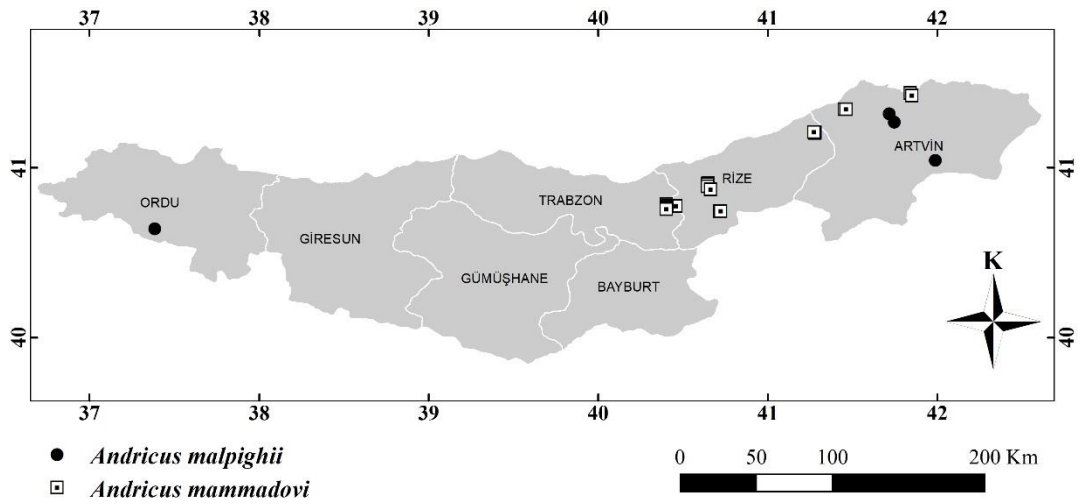 37 38 39 40 41 42
41 41
ARTVİN
RİZE
TRABZON
ORDU
GİRESUN
GÜMÜŞHANE
BAYBURT
K
40 40
37 38 39 40 41 42
Andricus malpighii
Andricus mammadovi
0 50 100 200 Km